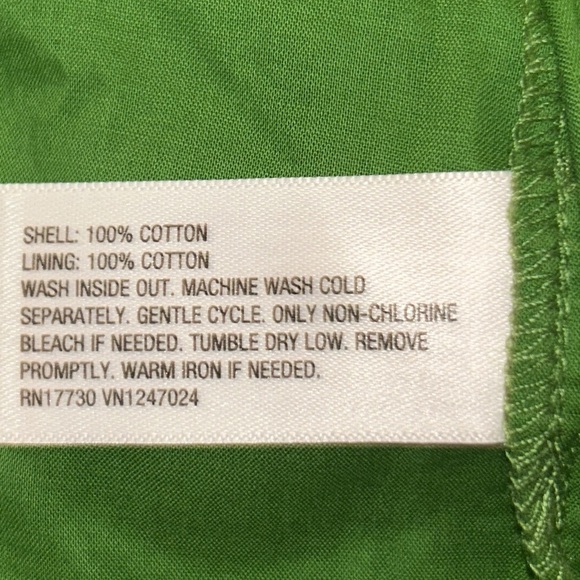 SHELL: 100% COTTON
LINING: 100% COTTON
WASH INSIDE OUT. MACHINE WASH COLD
SEPARATELY. GENTLE CYCLE. ONLY NON-CHLORINE
BLEACH IF NEEDED. TUMBLE DRY LOW. REMOVE
PROMPTLY. WARM IRON IF NEEDED.
RN17730 VN1247024